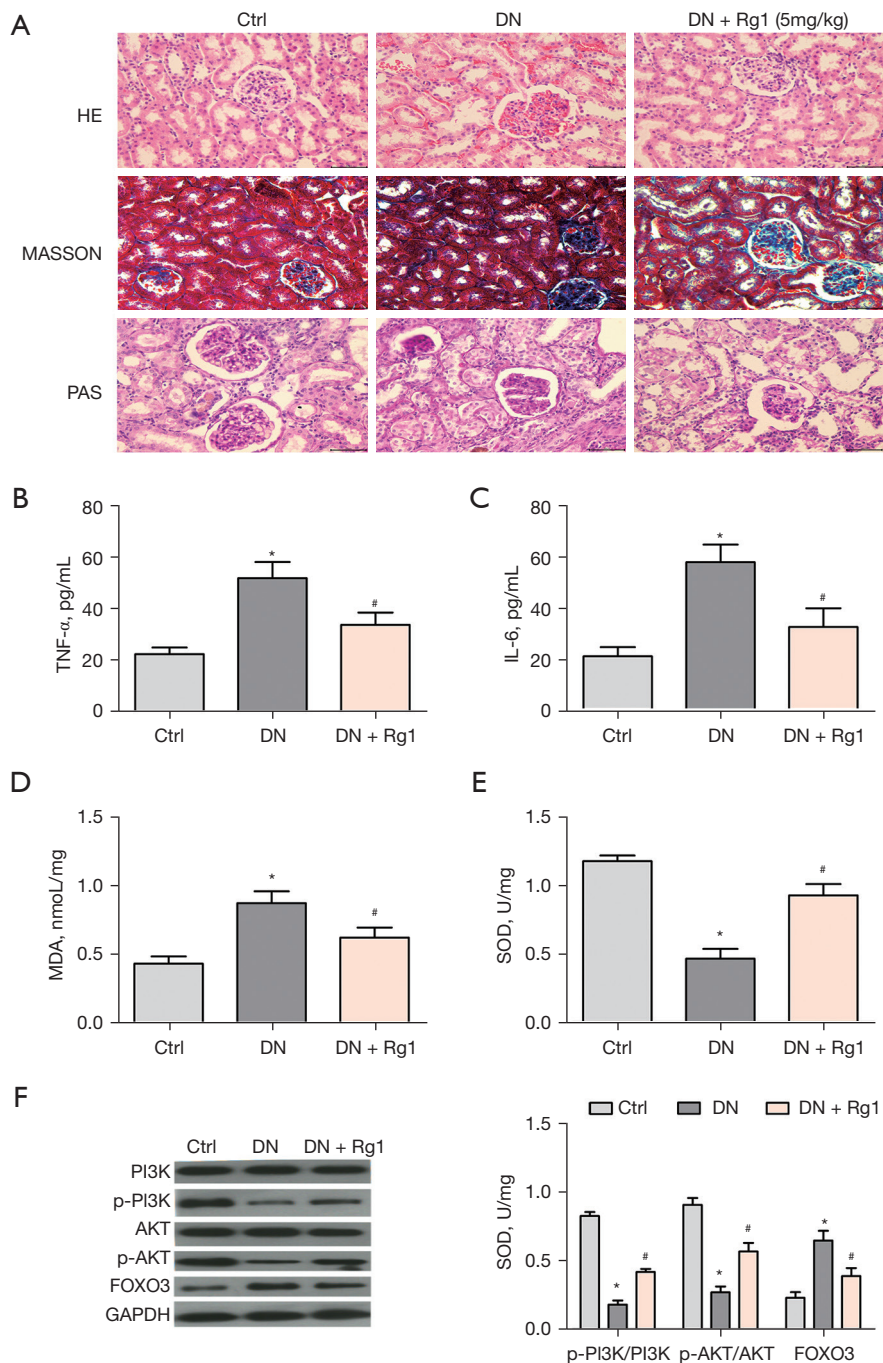 A
Ctrl
DN
DN + Rg1 (5mg/kg)
HE
MASSON
PAS
B
TNF-α, pg/mL
80
60
40
20
0
*
#
Ctrl
DN
DN + Rg1
C
IL-6, pg/mL
80
60
40
20
0
*
#
Ctrl
DN
DN + Rg1
D
MDA, nmoL/mg
1.5
1.0
0.5
0.0
*
#
Ctrl
DN
DN + Rg1
E
SOD, U/mg
1.5
1.0
0.5
0.0
*
#
Ctrl
DN
DN + Rg1
F
Ctrl
DN
DN + Rg1
PI3K
p-PI3K
AKT
p-AKT
FOXO3
GAPDH
Ctrl
DN
DN + Rg1
SOD, U/mg
1.5
1.0
0.5
0.0
*
#
*
#
*
#
p-PI3K/PI3K
p-AKT/AKT
FOXO3